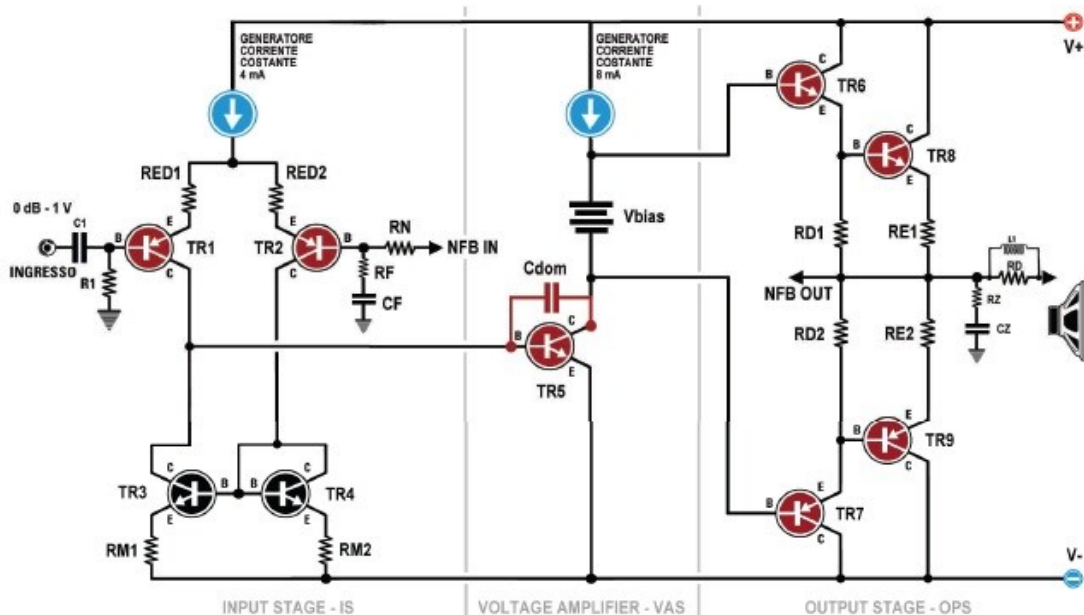 GENERATORE
CORRENTE
COSTANTE
4 mA
GENERATORE
CORRENTE
COSTANTE
8 mA
V+
B
C
E
TR6
B
C
E
TR8
RED1
RED2
0 dB - 1 V
C1
INGRESSO
R1
B
E
C
TR1
TR2
E
C
B
RN
NFB IN
RF
CF
Vbias
Cdom
B
C
E
TR5
RD1
RE1
NFB OUT
L1
RD
RZ
CZ
RD2
RE2
TR3
C
B
E
B
C
E
TR4
RM1
RM2
B
E
C
TR7
B
E
C
TR9
V-
INPUT STAGE - IS
VOLTAGE AMPLIFIER - VAS
OUTPUT STAGE - OPS